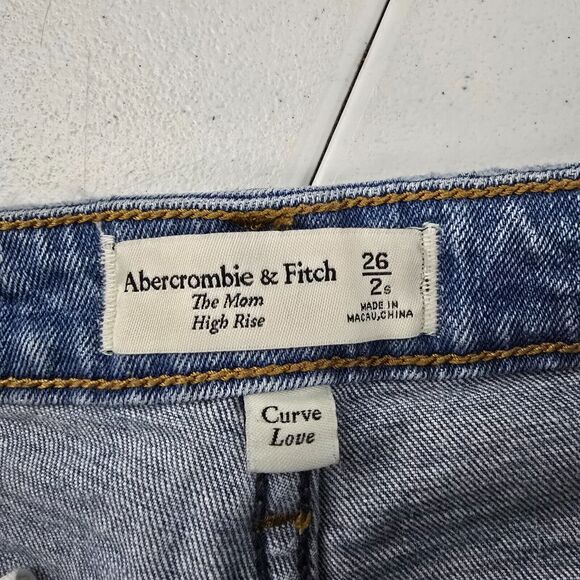 Abercrombie & Fitch
The Mom
High Rise
26
2s
MADE IN
MACAU,CHINA
Curve
Love